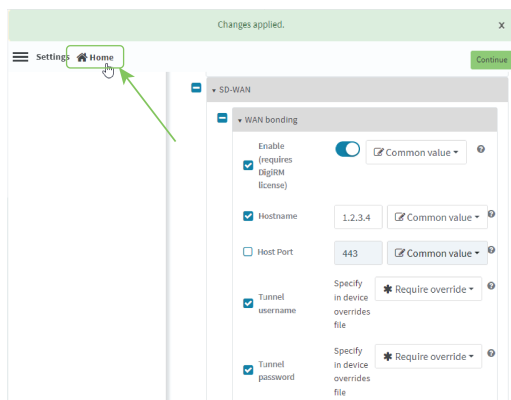 Changes applied.
x
Settings Home
Continue
SD-WAN
WAN bonding
Enable
(requires
DigiRM
license)
Common value
Hostname
1.2.3.4
Common value
Host Port
443
Common value
Tunnel
username
Specify
in device
overrides
file
Require override
Tunnel
password
Specify
in device
overrides
file
Require override